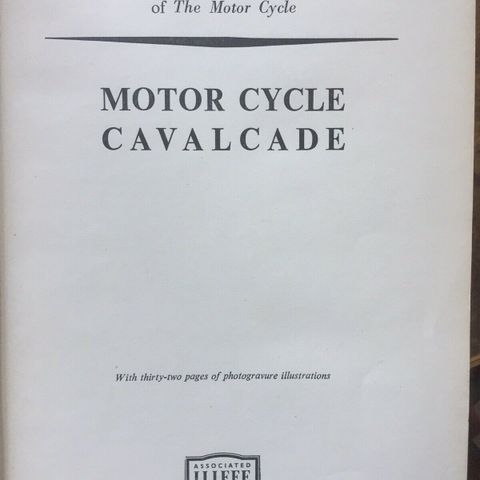 of The Motor Cycle
MOTOR CYCLE
CAVALCADE
With thirty-two pages of photogravure illustrations
ASSOCIATED
ILIFFE